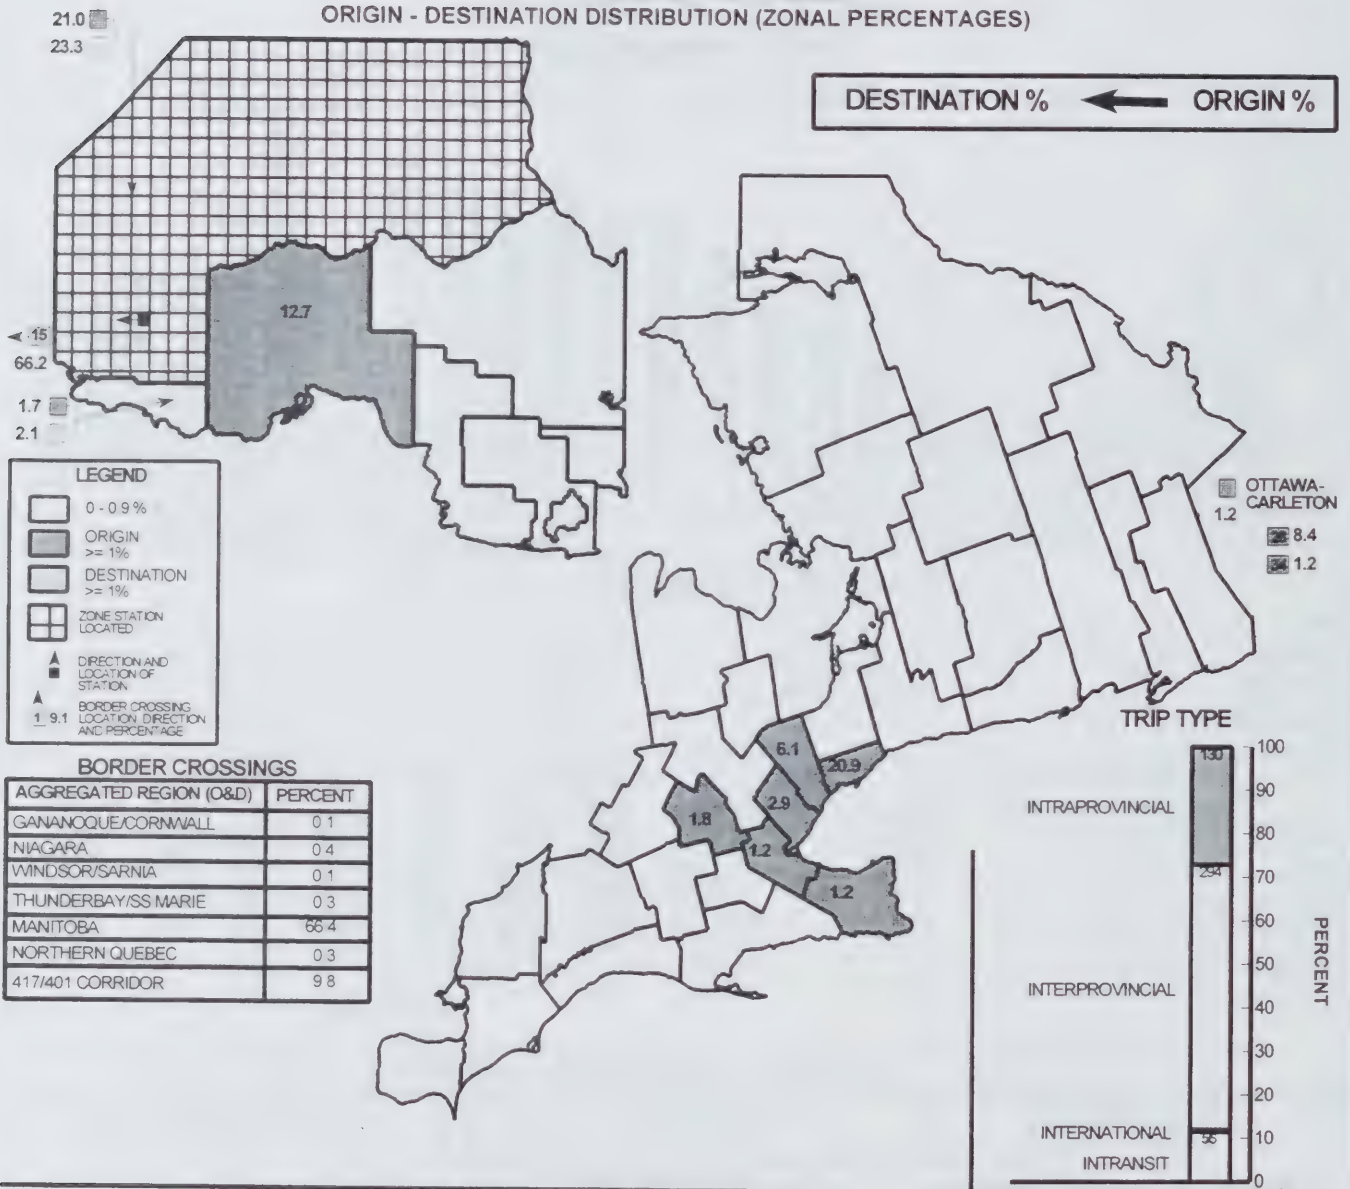 ORIGIN - DESTINATION DISTRIBUTION (ZONAL PERCENTAGES)
21.0
23.3
DESTINATION % ORIGIN %
12.7
15
66.2
1.7
2.1
LEGEND
0 - 0.9 %
ORIGIN
>= 1%
DESTINATION
>= 1%
ZONE STATION
LOCATED
DIRECTION AND
LOCATION OF
STATION
1 9.1
BORDER CROSSING
LOCATION, DIRECTION
AND PERCENTAGE
OTTAWA-
CARLETON
1.2
8.4
1.2
6.1
20.9
2.9
1.8
1.2
1.2
BORDER CROSSINGS
AGGREGATED REGION (O&D) PERCENT
GANANOQUE/CORNWALL 0.1
NIAGARA 0.4
WINDSOR/SARNIA 0.1
THUNDERBAY/SS MARIE 0.3
MANITOBA 66.4
NORTHERN QUEBEC 0.3
417/401 CORRIDOR 9.8
TRIP TYPE
130
INTRAPROVINCIAL
294
INTERPROVINCIAL
INTERNATIONAL
INTRANSIT
100
90
80
70
60
50
40
30
20
10
0
PERCENT